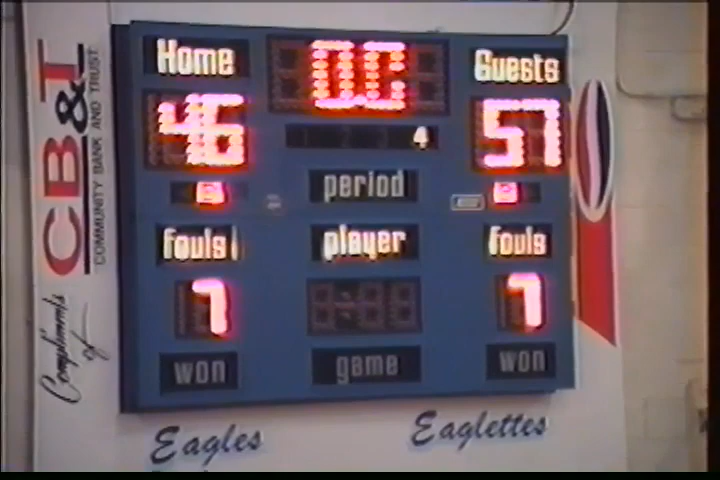 CB&T
COMMUNITY BANK AND TRUST
Compliments of
Home
Guests
46
57
4
period
fouls
player
fouls
7
7
won
game
won
Eagles
Eaglettes